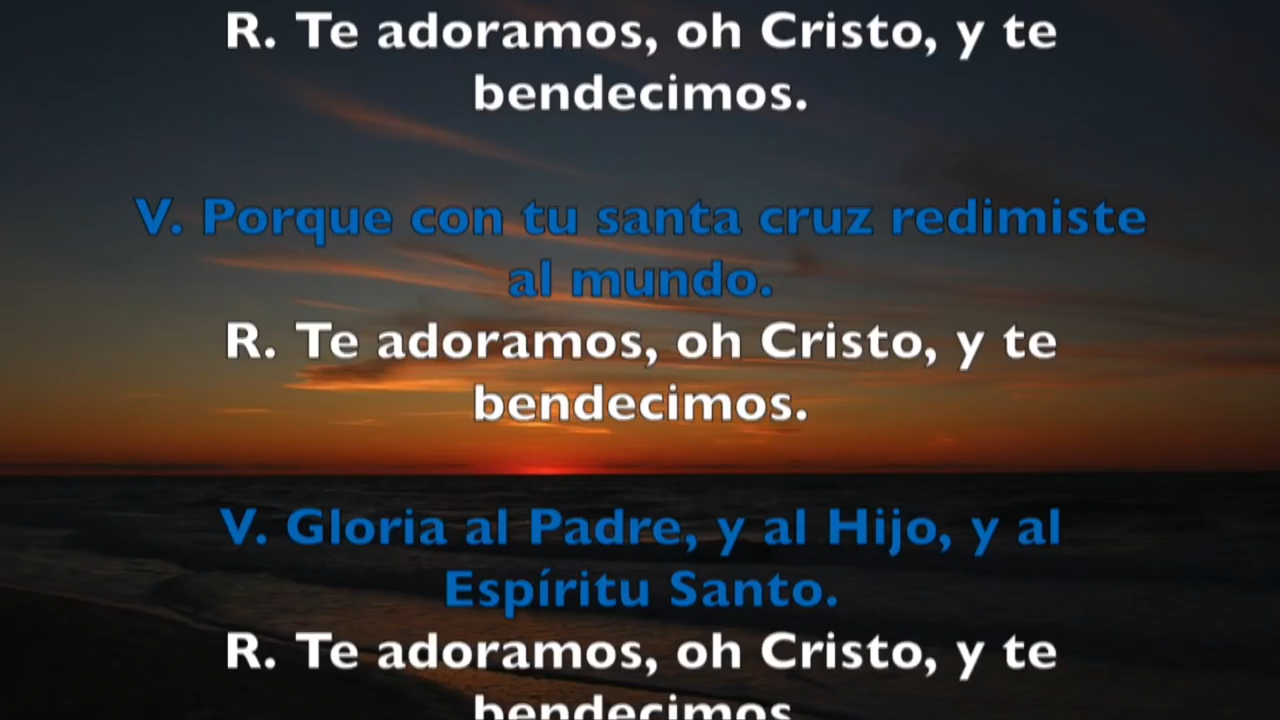 R. Te adoramos, oh Cristo, y te
bendecimos.
V. Porque con tu santa cruz redimiste
al mundo.
R. Te adoramos, oh Cristo, y te
bendecimos.
V. Gloria al Padre, y al Hijo, y al
Espíritu Santo.
R. Te adoramos, oh Cristo, y te
bendecimos.